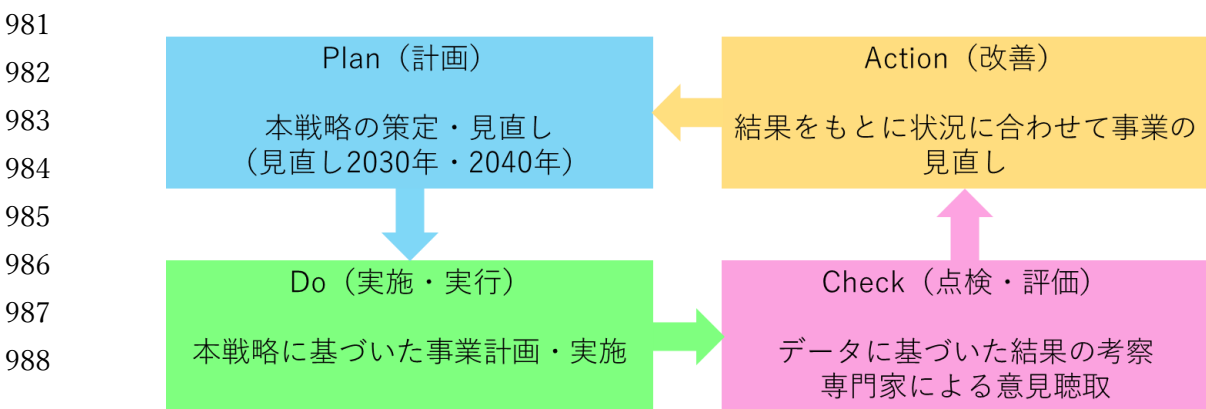 981
982
983
984
985
986
987
988
Plan（計画）
本戦略の策定・見直し
（見直し2030年・2040年）
Action（改善）
結果をもとに状況に合わせて事業の
見直し
Do（実施・実行）
本戦略に基づいた事業計画・実施
Check（点検・評価）
データに基づいた結果の考察
専門家による意見聴取